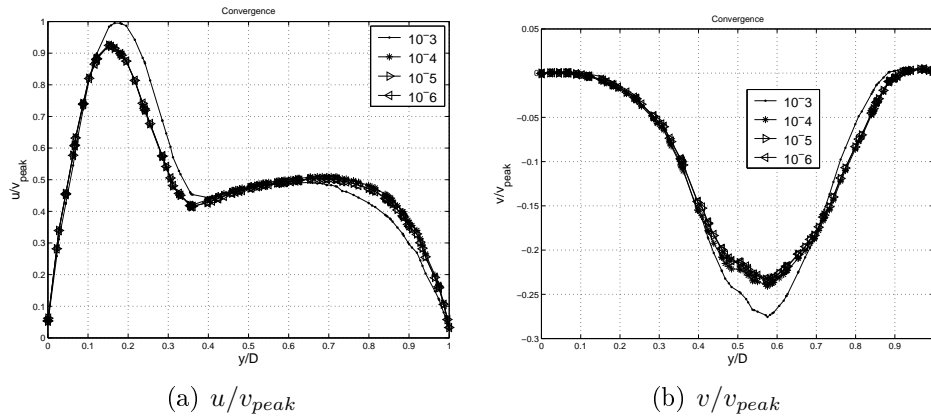 Convergence
1
0.9
0.8
0.7
0.6
0.5
0.4
0.3
0.2
0.1
0
u/v_peak
10^-3
10^-4
10^-5
10^-6
0 0.1 0.2 0.3 0.4 0.5 0.6 0.7 0.8 0.9 1
y/D
(a) u/v_peak
Convergence
0.05
0
-0.05
-0.1
-0.15
-0.2
-0.25
-0.3
v/v_peak
10^-3
10^-4
10^-5
10^-6
0 0.1 0.2 0.3 0.4 0.5 0.6 0.7 0.8 0.9
y/D
(b) v/v_peak